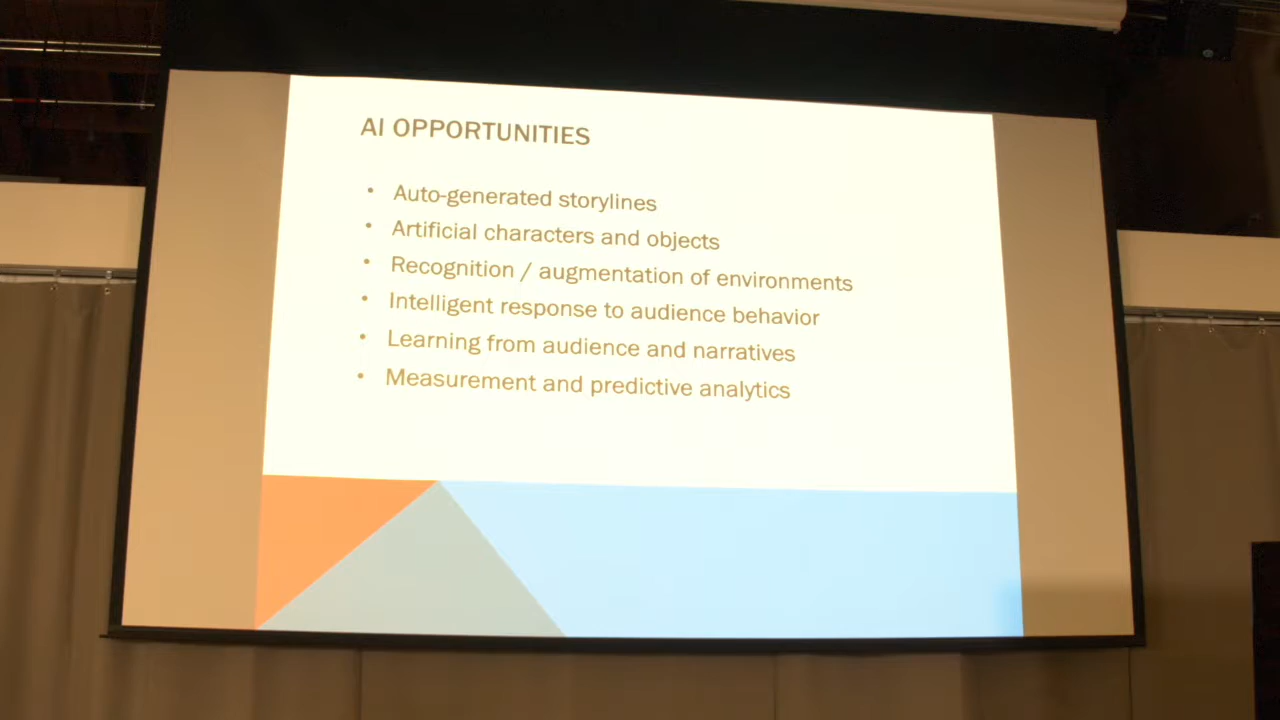 AI OPPORTUNITIES
• Auto-generated storylines
• Artificial characters and objects
• Recognition / augmentation of environments
• Intelligent response to audience behavior
• Learning from audience and narratives
• Measurement and predictive analytics